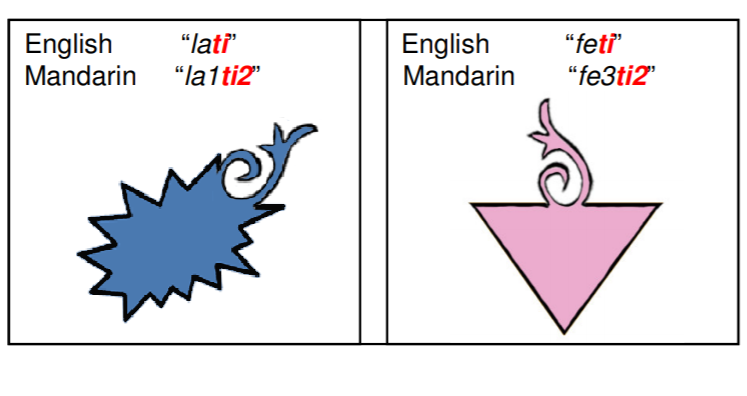 English “lati”
Mandarin “la1ti2”
English “feti”
Mandarin “fe3ti2”